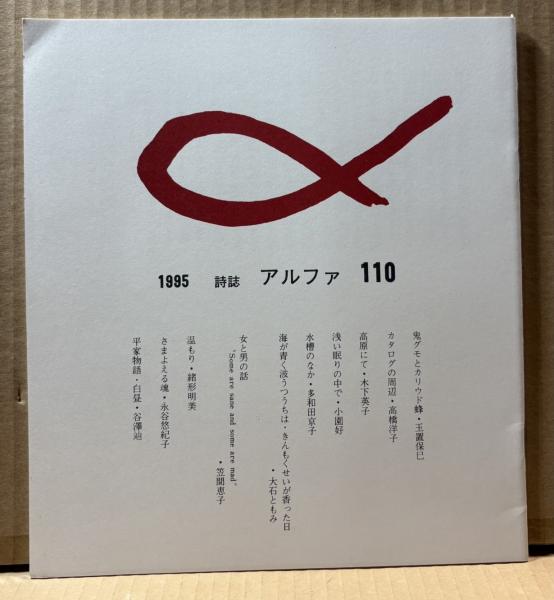 1995 詩誌 アルファ 110
鬼グモとカリウド蜂・玉置保巳
カタログの周辺・高橋洋子
高原にて・木下英子
浅い眠りの中で・小園好
水槽のなか・多和田京子
海が青く波うつうちは・きんもくせいが香った日
・大石ともみ
女と男の話
"Some are sane and some are mad"
・笠間恵子
温もり・緒形明美
さまよえる魂・永谷悠紀子
平家物語・白昼・谷澤辿